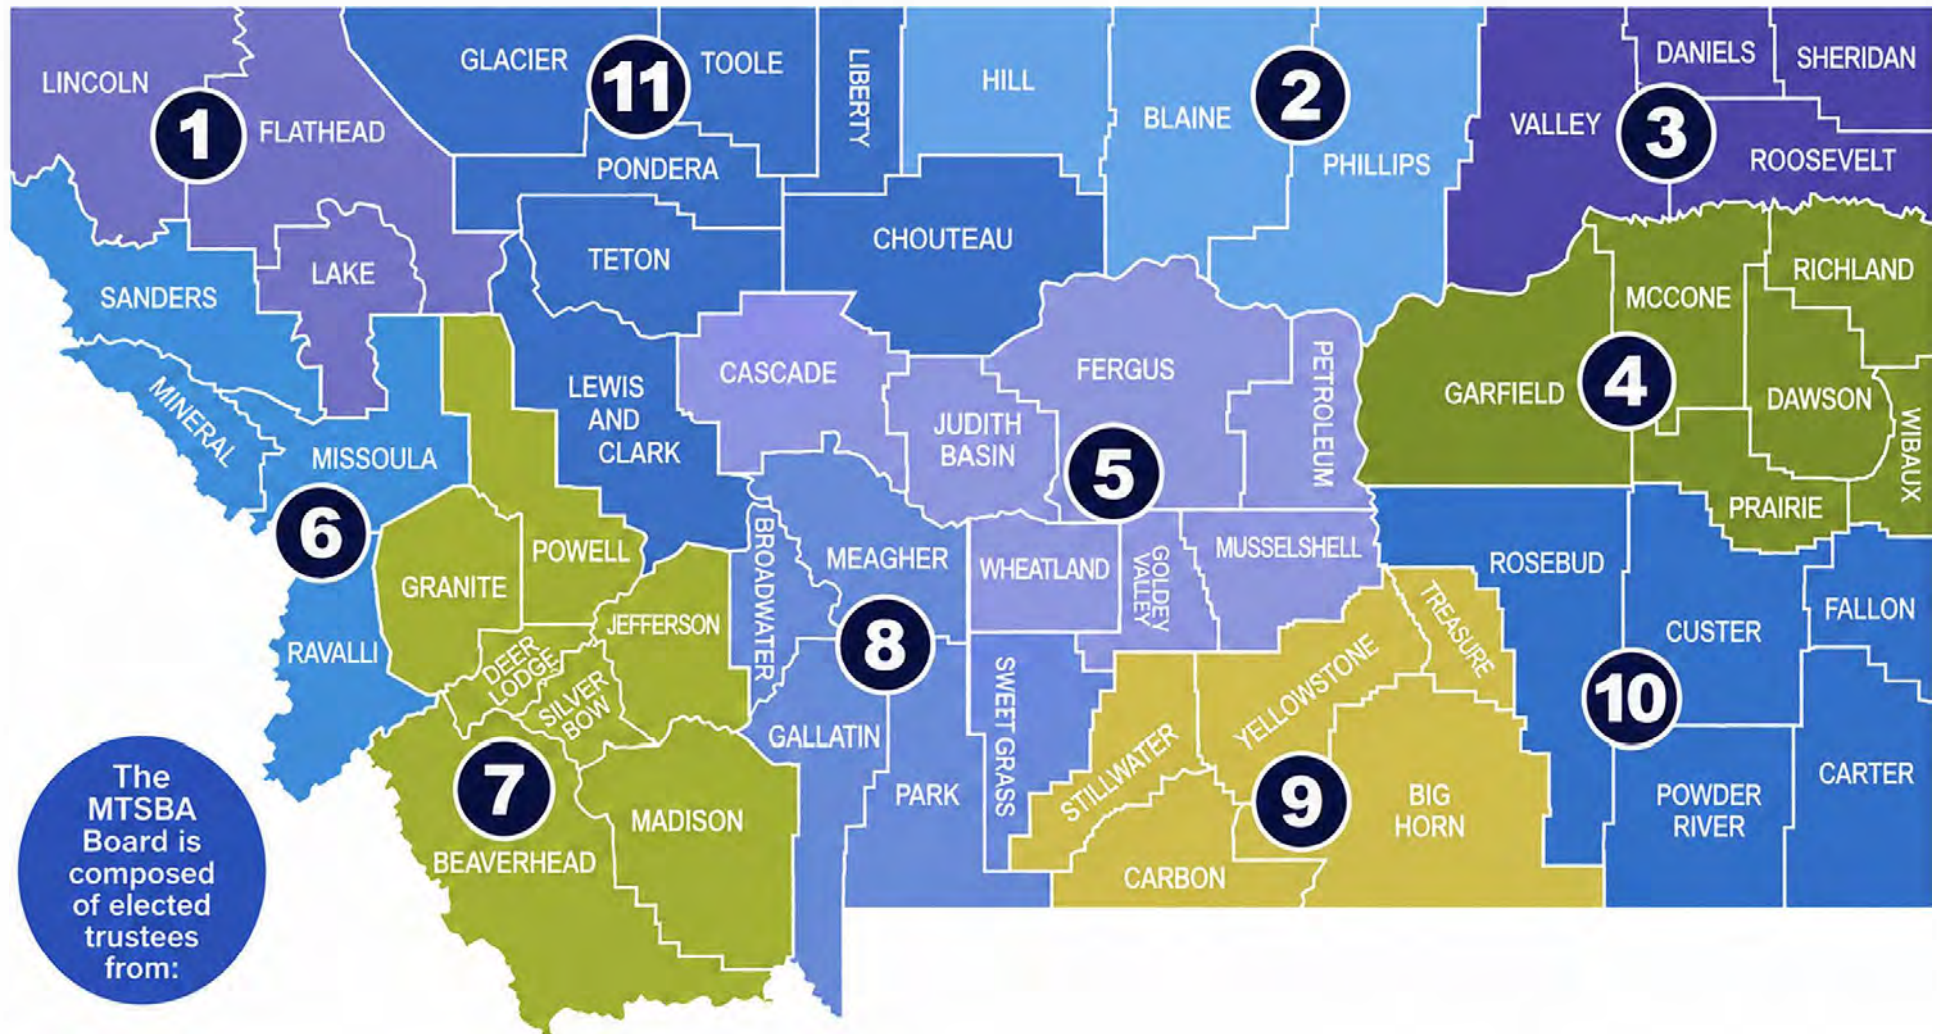 LINCOLN
1
FLATHEAD
LAKE
GLACIER
11
TOOLE
LIBERTY
PONDERA
TETON
CHOUTEAU
LEWIS
AND
CLARK
HILL
BLAINE
2
PHILLIPS
VALLEY
3
DANIELS
SHERIDAN
ROOSEVELT
RICHLAND
MCCONE
GARFIELD
4
DAWSON
WIBAUX
PRAIRIE
CASCADE
JUDITH
BASIN
FERGUS
PETROLEUM
5
WHEATLAND
GOLDEY
VALLEY
MUSSELSHELL
SANDERS
MINERAL
MISSOULA
6
RAVALLI
POWELL
GRANITE
JEFFERSON
DEER
LODGE
SILVER
BOW
7
BEAVERHEAD
MADISON
BROADWATER
MEAGHER
8
GALLATIN
PARK
SWEET GRASS
TREASURE
YELLOWSTONE
STILLWATER
9
BIG
HORN
CARBON
ROSEBUD
CUSTER
FALLON
10
POWDER
RIVER
CARTER
The
MTSBA
Board is
composed
of elected
trustees
from: